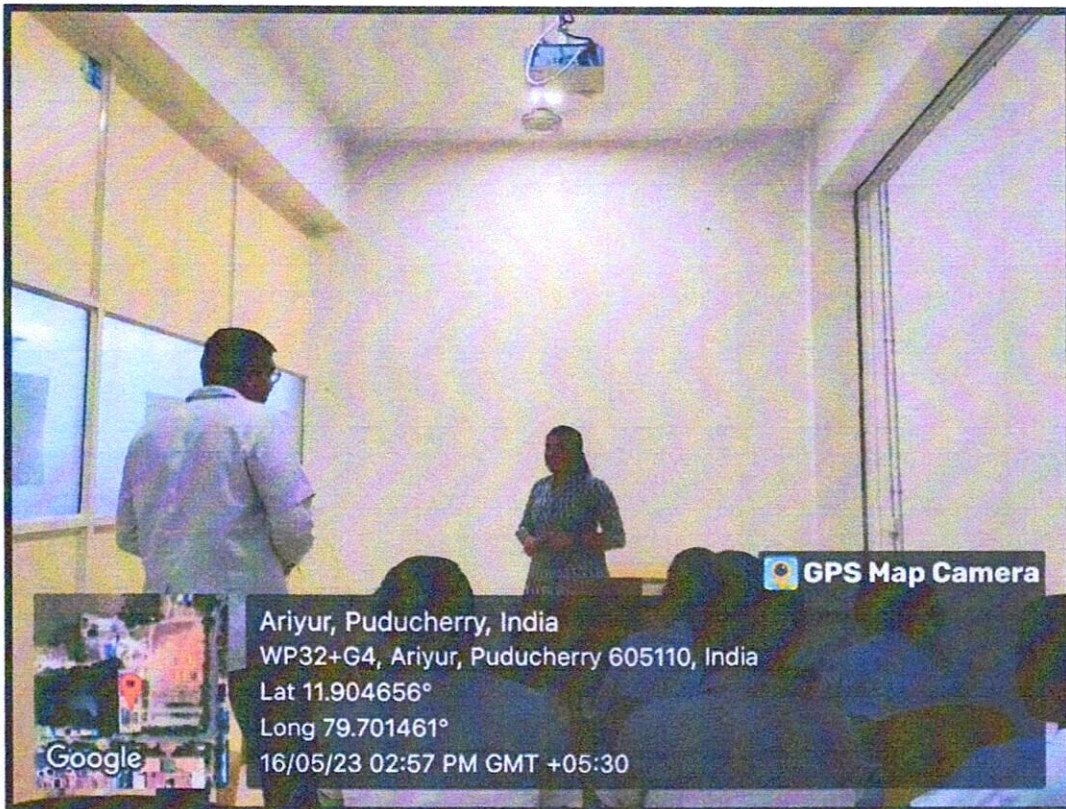 GPS Map Camera
Ariyur, Puducherry, India
WP32+G4, Ariyur, Puducherry 605110, India
Lat 11.904656°
Long 79.701461°
16/05/23 02:57 PM GMT +05:30
Google